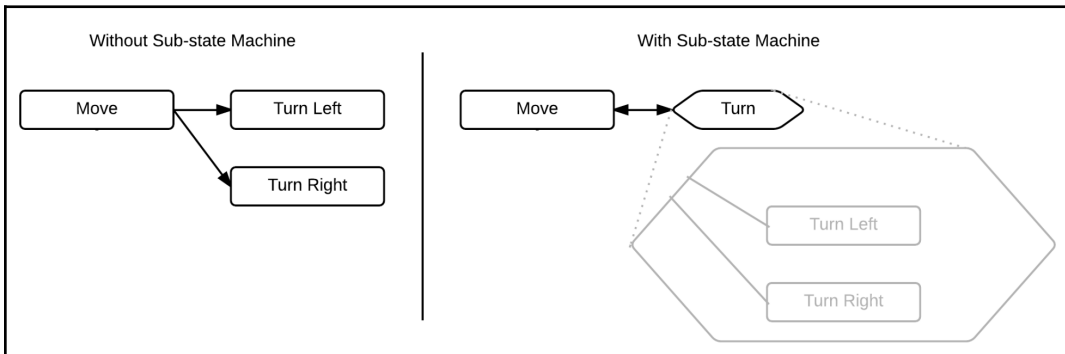 Without Sub-state Machine
Move
Turn Left
Turn Right
With Sub-state Machine
Move
Turn
Turn Left
Turn Right